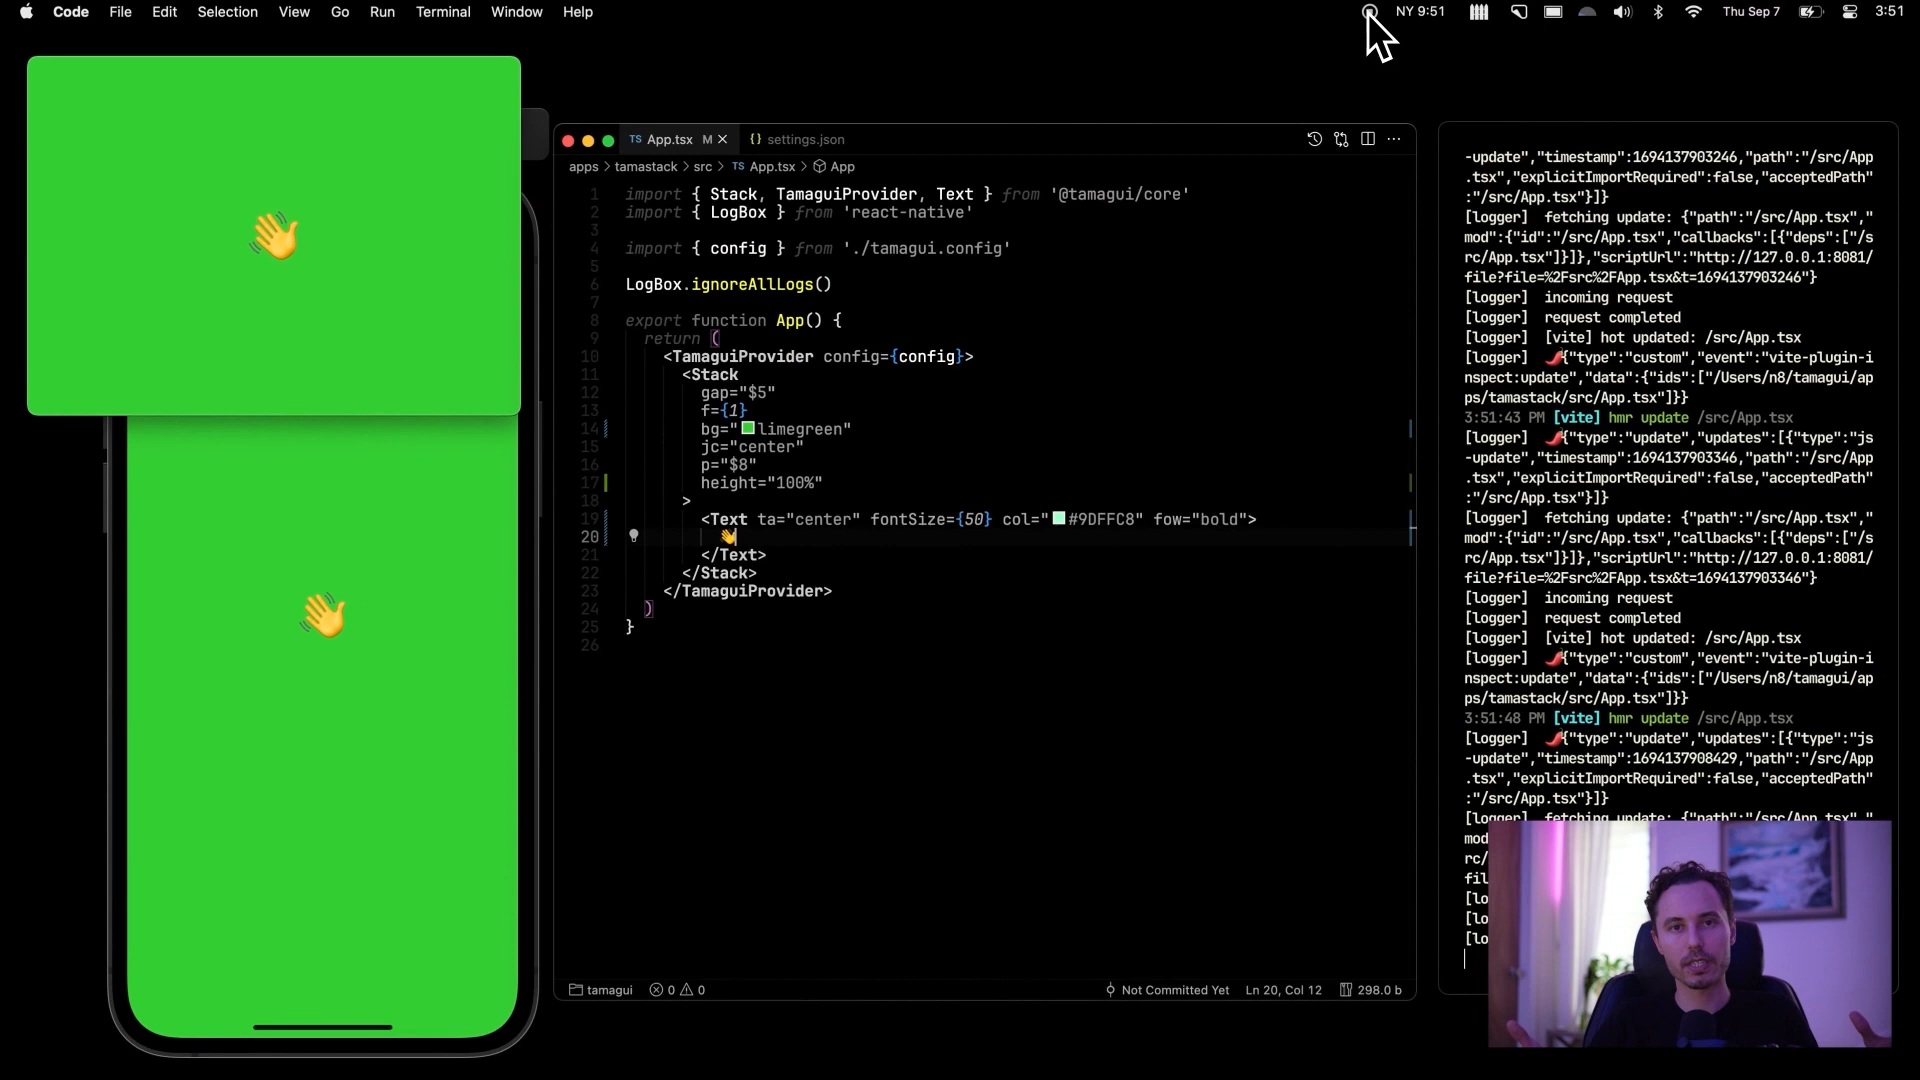 Code File Edit Selection View Go Run Terminal Window Help
NY 9:51 Thu Sep 7 3:51
TS App.tsx M {} settings.json
apps > tamastack > src > TS App.tsx > App
1 import { Stack, TamaguiProvider, Text } from '@tamagui/core'
2 import { LogBox } from 'react-native'
3
4 import { config } from './tamagui.config'
5
6 LogBox.ignoreAllLogs()
7
8 export function App() {
9 return (
10 <TamaguiProvider config={config}>
11 <Stack
12 gap="$5"
13 f={1}
14 bg="limegreen"
15 jc="center"
16 p="$8"
17 height="100%"
18 >
19 <Text ta="center" fontSize={50} col="#9DFFC8" fow="bold">
20 👋
21 </Text>
22 </Stack>
23 </TamaguiProvider>
24 )
25 }
26
tamagui 0 0 Not Committed Yet Ln 20, Col 12 298.0 b
-update","timestamp":1694137903246,"path":"/src/App
.tsx","explicitImportRequired":false,"acceptedPath"
:"/src/App.tsx"}]}
[logger] fetching update: {"path":"/src/App.tsx","
mod":{"id":"/src/App.tsx","callbacks":[{"deps":["/s
rc/App.tsx"]}]},"scriptUrl":"http://127.0.0.1:8081/
file?file=%2Fsrc%2FApp.tsx&t=1694137903246"}
[logger] incoming request
[logger] request completed
[logger] [vite] hot updated: /src/App.tsx
[logger] 🌶{"type":"custom","event":"vite-plugin-i
nspect:update","data":{"ids":["/Users/n8/tamagui/ap
ps/tamastack/src/App.tsx"]}}
3:51:43 PM [vite] hmr update /src/App.tsx
[logger] 🌶{"type":"update","updates":[{"type":"js
-update","timestamp":1694137903346,"path":"/src/App
.tsx","explicitImportRequired":false,"acceptedPath"
:"/src/App.tsx"}]}
[logger] fetching update: {"path":"/src/App.tsx","
mod":{"id":"/src/App.tsx","callbacks":[{"deps":["/s
rc/App.tsx"]}]},"scriptUrl":"http://127.0.0.1:8081/
file?file=%2Fsrc%2FApp.tsx&t=1694137903346"}
[logger] incoming request
[logger] request completed
[logger] [vite] hot updated: /src/App.tsx
[logger] 🌶{"type":"custom","event":"vite-plugin-i
nspect:update","data":{"ids":["/Users/n8/tamagui/ap
ps/tamastack/src/App.tsx"]}}
3:51:48 PM [vite] hmr update /src/App.tsx
[logger] 🌶{"type":"update","updates":[{"type":"js
-update","timestamp":1694137908429,"path":"/src/App
.tsx","explicitImportRequired":false,"acceptedPath"
:"/src/App.tsx"}]}
[logger] fetching update: {"path":"/src/App.tsx","
mod
rc/
fil
[lo
[lo
[lo